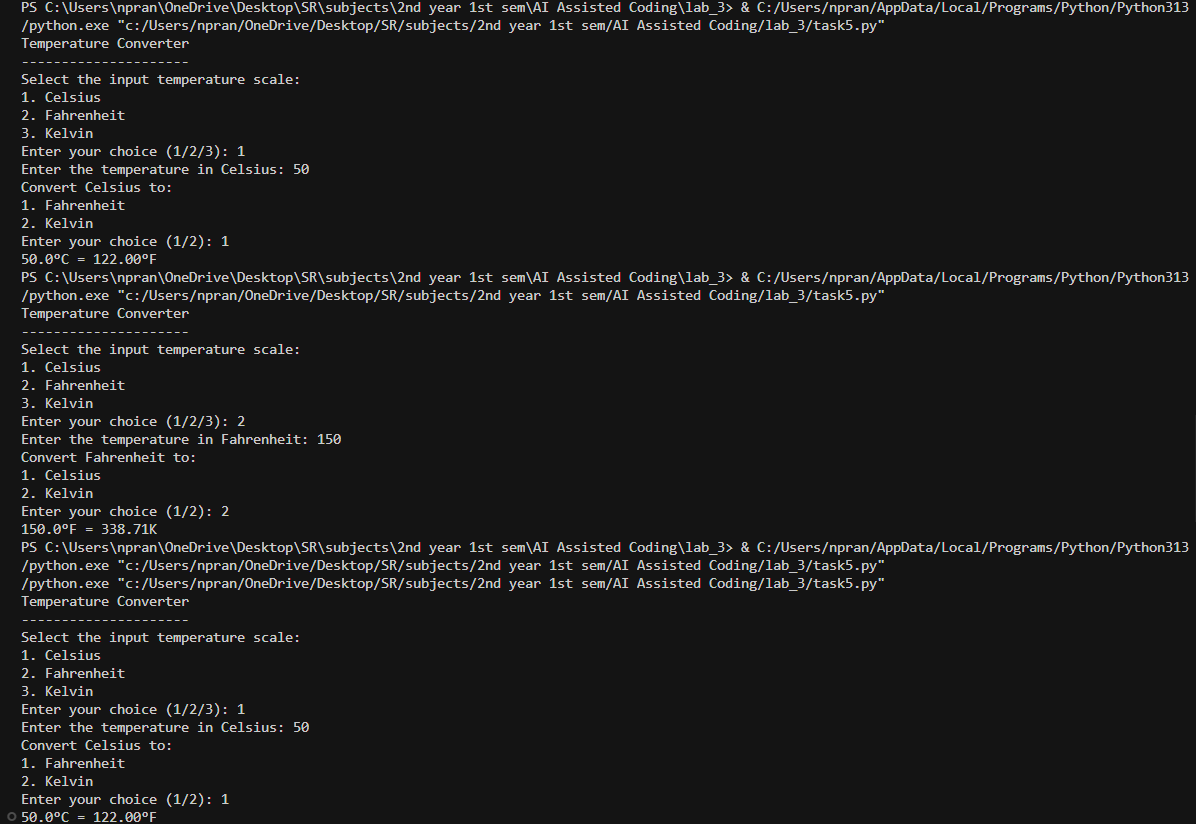 PS C:\Users\npran\OneDrive\Desktop\SR\subjects\2nd year 1st sem\AI Assisted Coding\lab_3> & C:/Users/npran/AppData/Local/Programs/Python/Python313
/python.exe "c:/Users/npran/OneDrive/Desktop/SR/subjects/2nd year 1st sem/AI Assisted Coding/lab_3/task5.py"
Temperature Converter
---------------------
Select the input temperature scale:
1. Celsius
2. Fahrenheit
3. Kelvin
Enter your choice (1/2/3): 1
Enter the temperature in Celsius: 50
Convert Celsius to:
1. Fahrenheit
2. Kelvin
Enter your choice (1/2): 1
50.0°C = 122.00°F
PS C:\Users\npran\OneDrive\Desktop\SR\subjects\2nd year 1st sem\AI Assisted Coding\lab_3> & C:/Users/npran/AppData/Local/Programs/Python/Python313
/python.exe "c:/Users/npran/OneDrive/Desktop/SR/subjects/2nd year 1st sem/AI Assisted Coding/lab_3/task5.py"
Temperature Converter
---------------------
Select the input temperature scale:
1. Celsius
2. Fahrenheit
3. Kelvin
Enter your choice (1/2/3): 2
Enter the temperature in Fahrenheit: 150
Convert Fahrenheit to:
1. Celsius
2. Kelvin
Enter your choice (1/2): 2
150.0°F = 338.71K
PS C:\Users\npran\OneDrive\Desktop\SR\subjects\2nd year 1st sem\AI Assisted Coding\lab_3> & C:/Users/npran/AppData/Local/Programs/Python/Python313
/python.exe "c:/Users/npran/OneDrive/Desktop/SR/subjects/2nd year 1st sem/AI Assisted Coding/lab_3/task5.py"
/python.exe "c:/Users/npran/OneDrive/Desktop/SR/subjects/2nd year 1st sem/AI Assisted Coding/lab_3/task5.py"
Temperature Converter
---------------------
Select the input temperature scale:
1. Celsius
2. Fahrenheit
3. Kelvin
Enter your choice (1/2/3): 1
Enter the temperature in Celsius: 50
Convert Celsius to:
1. Fahrenheit
2. Kelvin
Enter your choice (1/2): 1
50.0°C = 122.00°F